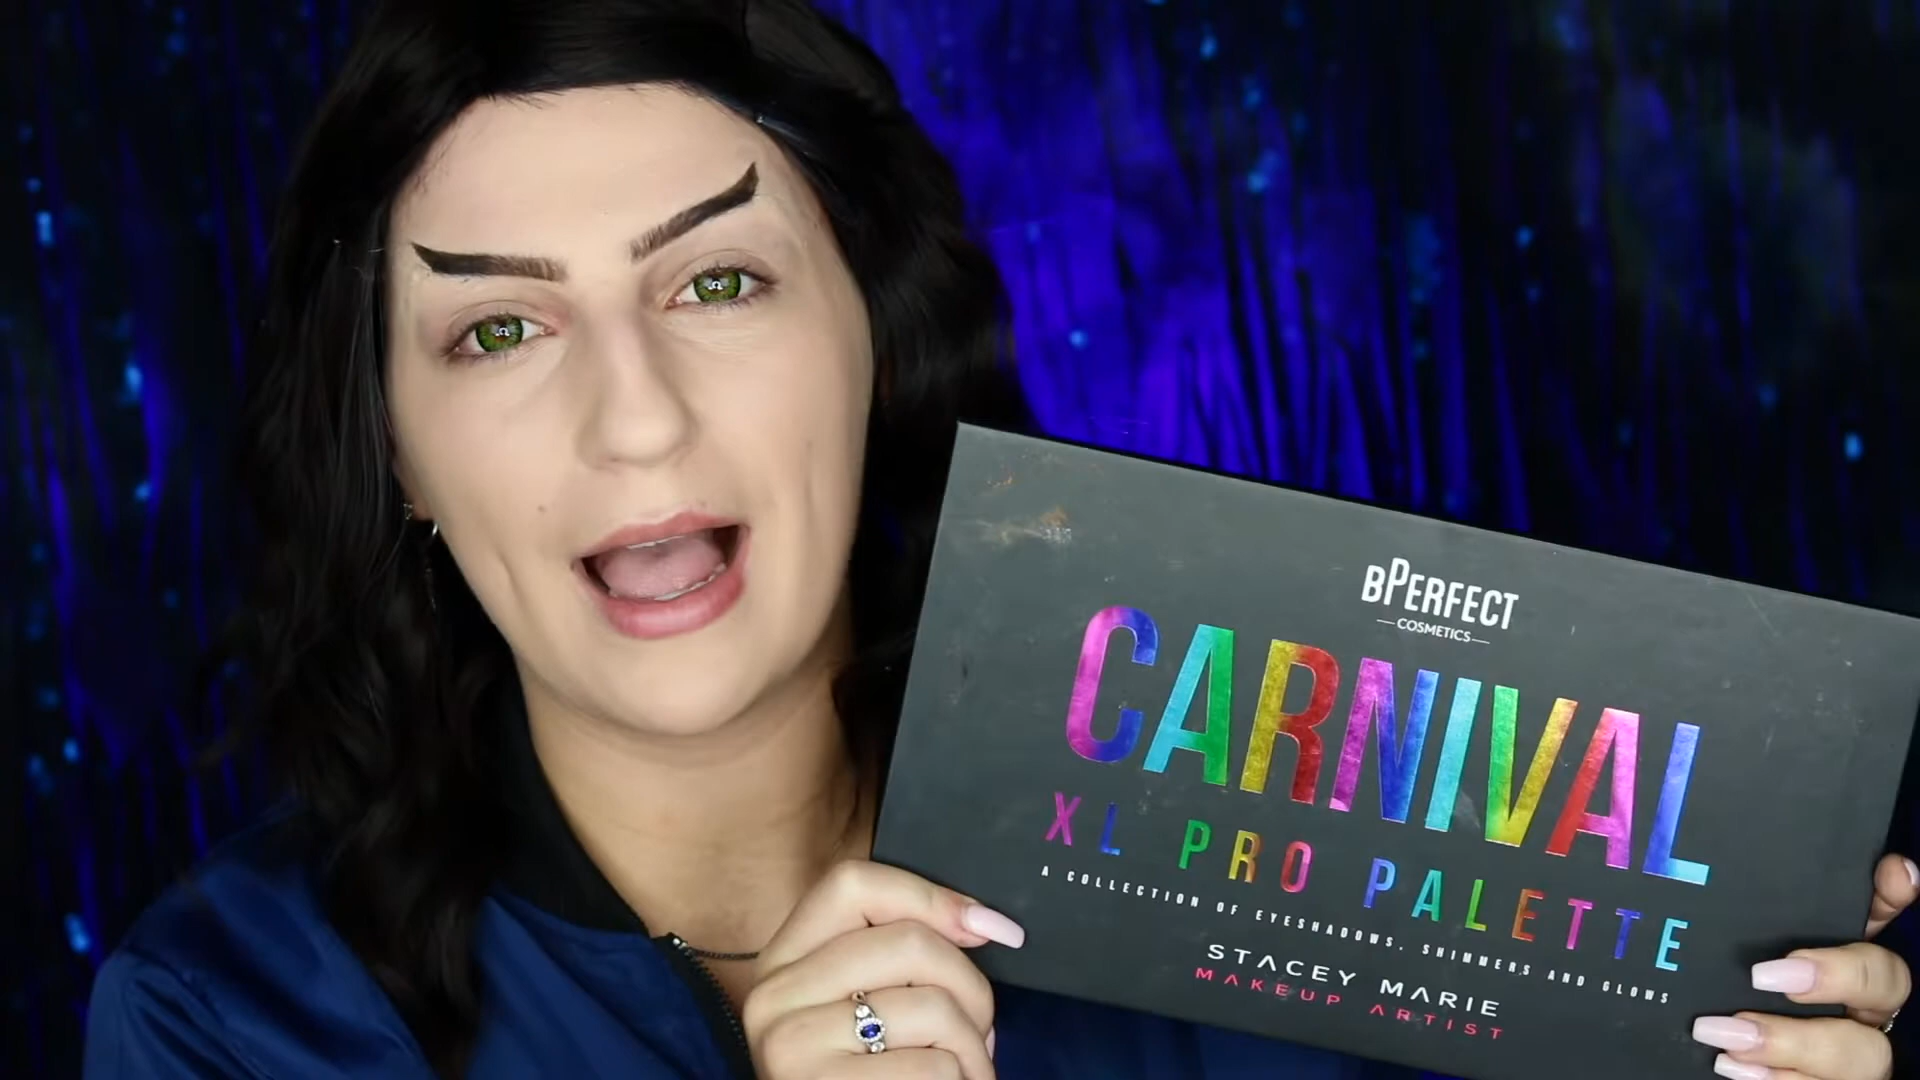 BPERFECT
COSMETICS
CARNIVAL
XL PRO PALETTE
A COLLECTION OF EYESHADOWS, SHIMMERS AND GLOWS
STACEY MARIE
MAKEUP ARTIST